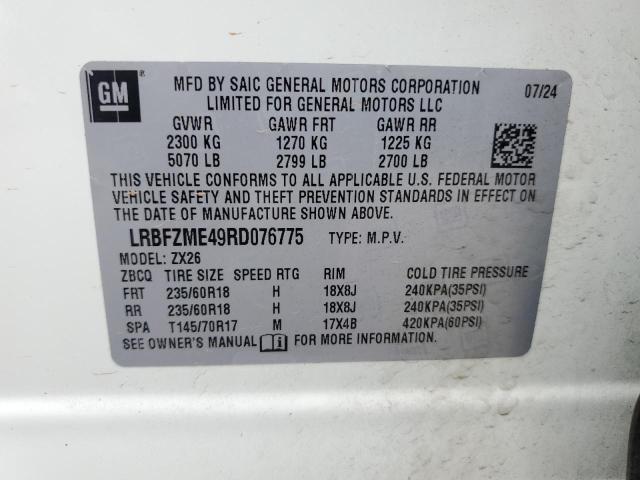 GM ® MFD BY SAIC GENERAL MOTORS CORPORATION 07/24
LIMITED FOR GENERAL MOTORS LLC
GVWR GAWR FRT GAWR RR
2300 KG 1270 KG 1225 KG
5070 LB 2799 LB 2700 LB
THIS VEHICLE CONFORMS TO ALL APPLICABLE U.S. FEDERAL MOTOR
VEHICLE SAFETY AND THEFT PREVENTION STANDARDS IN EFFECT ON
THE DATE OF MANUFACTURE SHOWN ABOVE.
LRBFZME49RD076775 TYPE: M.P.V.
MODEL: ZX26
ZBCQ TIRE SIZE SPEED RTG RIM COLD TIRE PRESSURE
FRT 235/60R18 H 18X8J 240KPA(35PSI)
RR 235/60R18 H 18X8J 240KPA(35PSI)
SPA T145/70R17 M 17X4B 420KPA(60PSI)
SEE OWNER'S MANUAL FOR MORE INFORMATION.